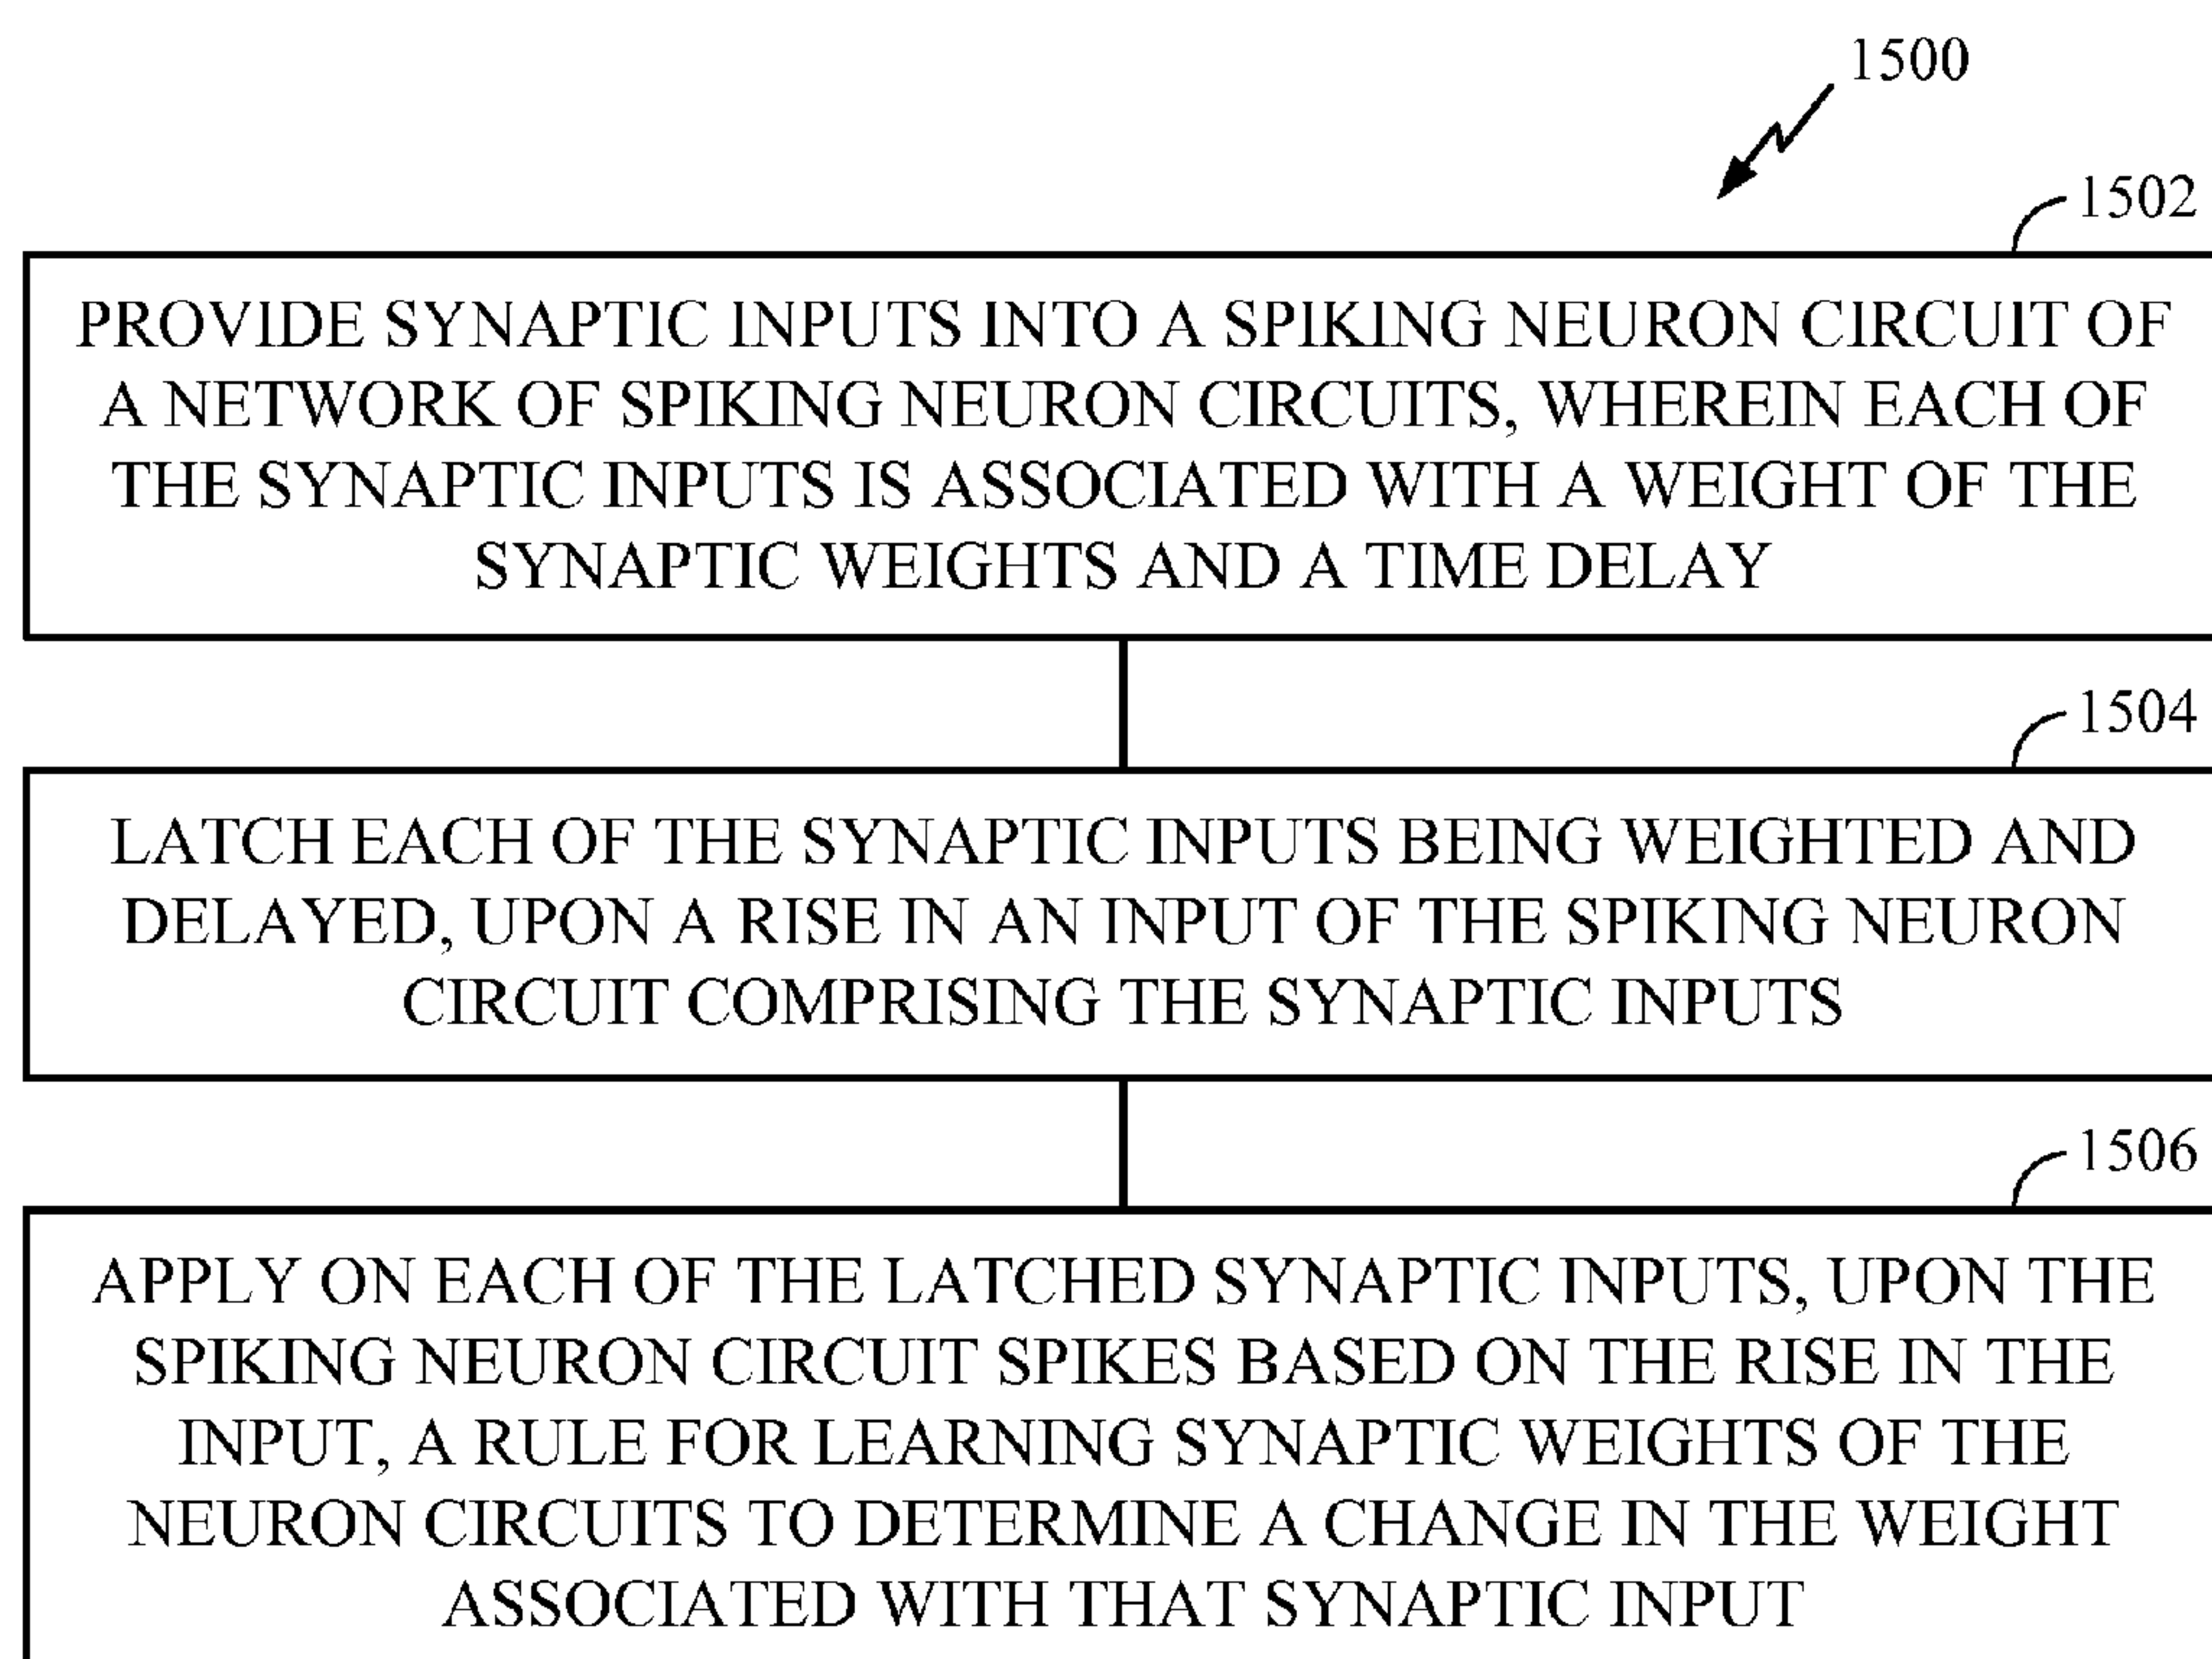 1500
1502
PROVIDE SYNAPTIC INPUTS INTO A SPIKING NEURON CIRCUIT OF
A NETWORK OF SPIKING NEURON CIRCUITS, WHEREIN EACH OF
THE SYNAPTIC INPUTS IS ASSOCIATED WITH A WEIGHT OF THE
SYNAPTIC WEIGHTS AND A TIME DELAY
1504
LATCH EACH OF THE SYNAPTIC INPUTS BEING WEIGHTED AND
DELAYED, UPON A RISE IN AN INPUT OF THE SPIKING NEURON
CIRCUIT COMPRISING THE SYNAPTIC INPUTS
1506
APPLY ON EACH OF THE LATCHED SYNAPTIC INPUTS, UPON THE
SPIKING NEURON CIRCUIT SPIKES BASED ON THE RISE IN THE
INPUT, A RULE FOR LEARNING SYNAPTIC WEIGHTS OF THE
NEURON CIRCUITS TO DETERMINE A CHANGE IN THE WEIGHT
ASSOCIATED WITH THAT SYNAPTIC INPUT